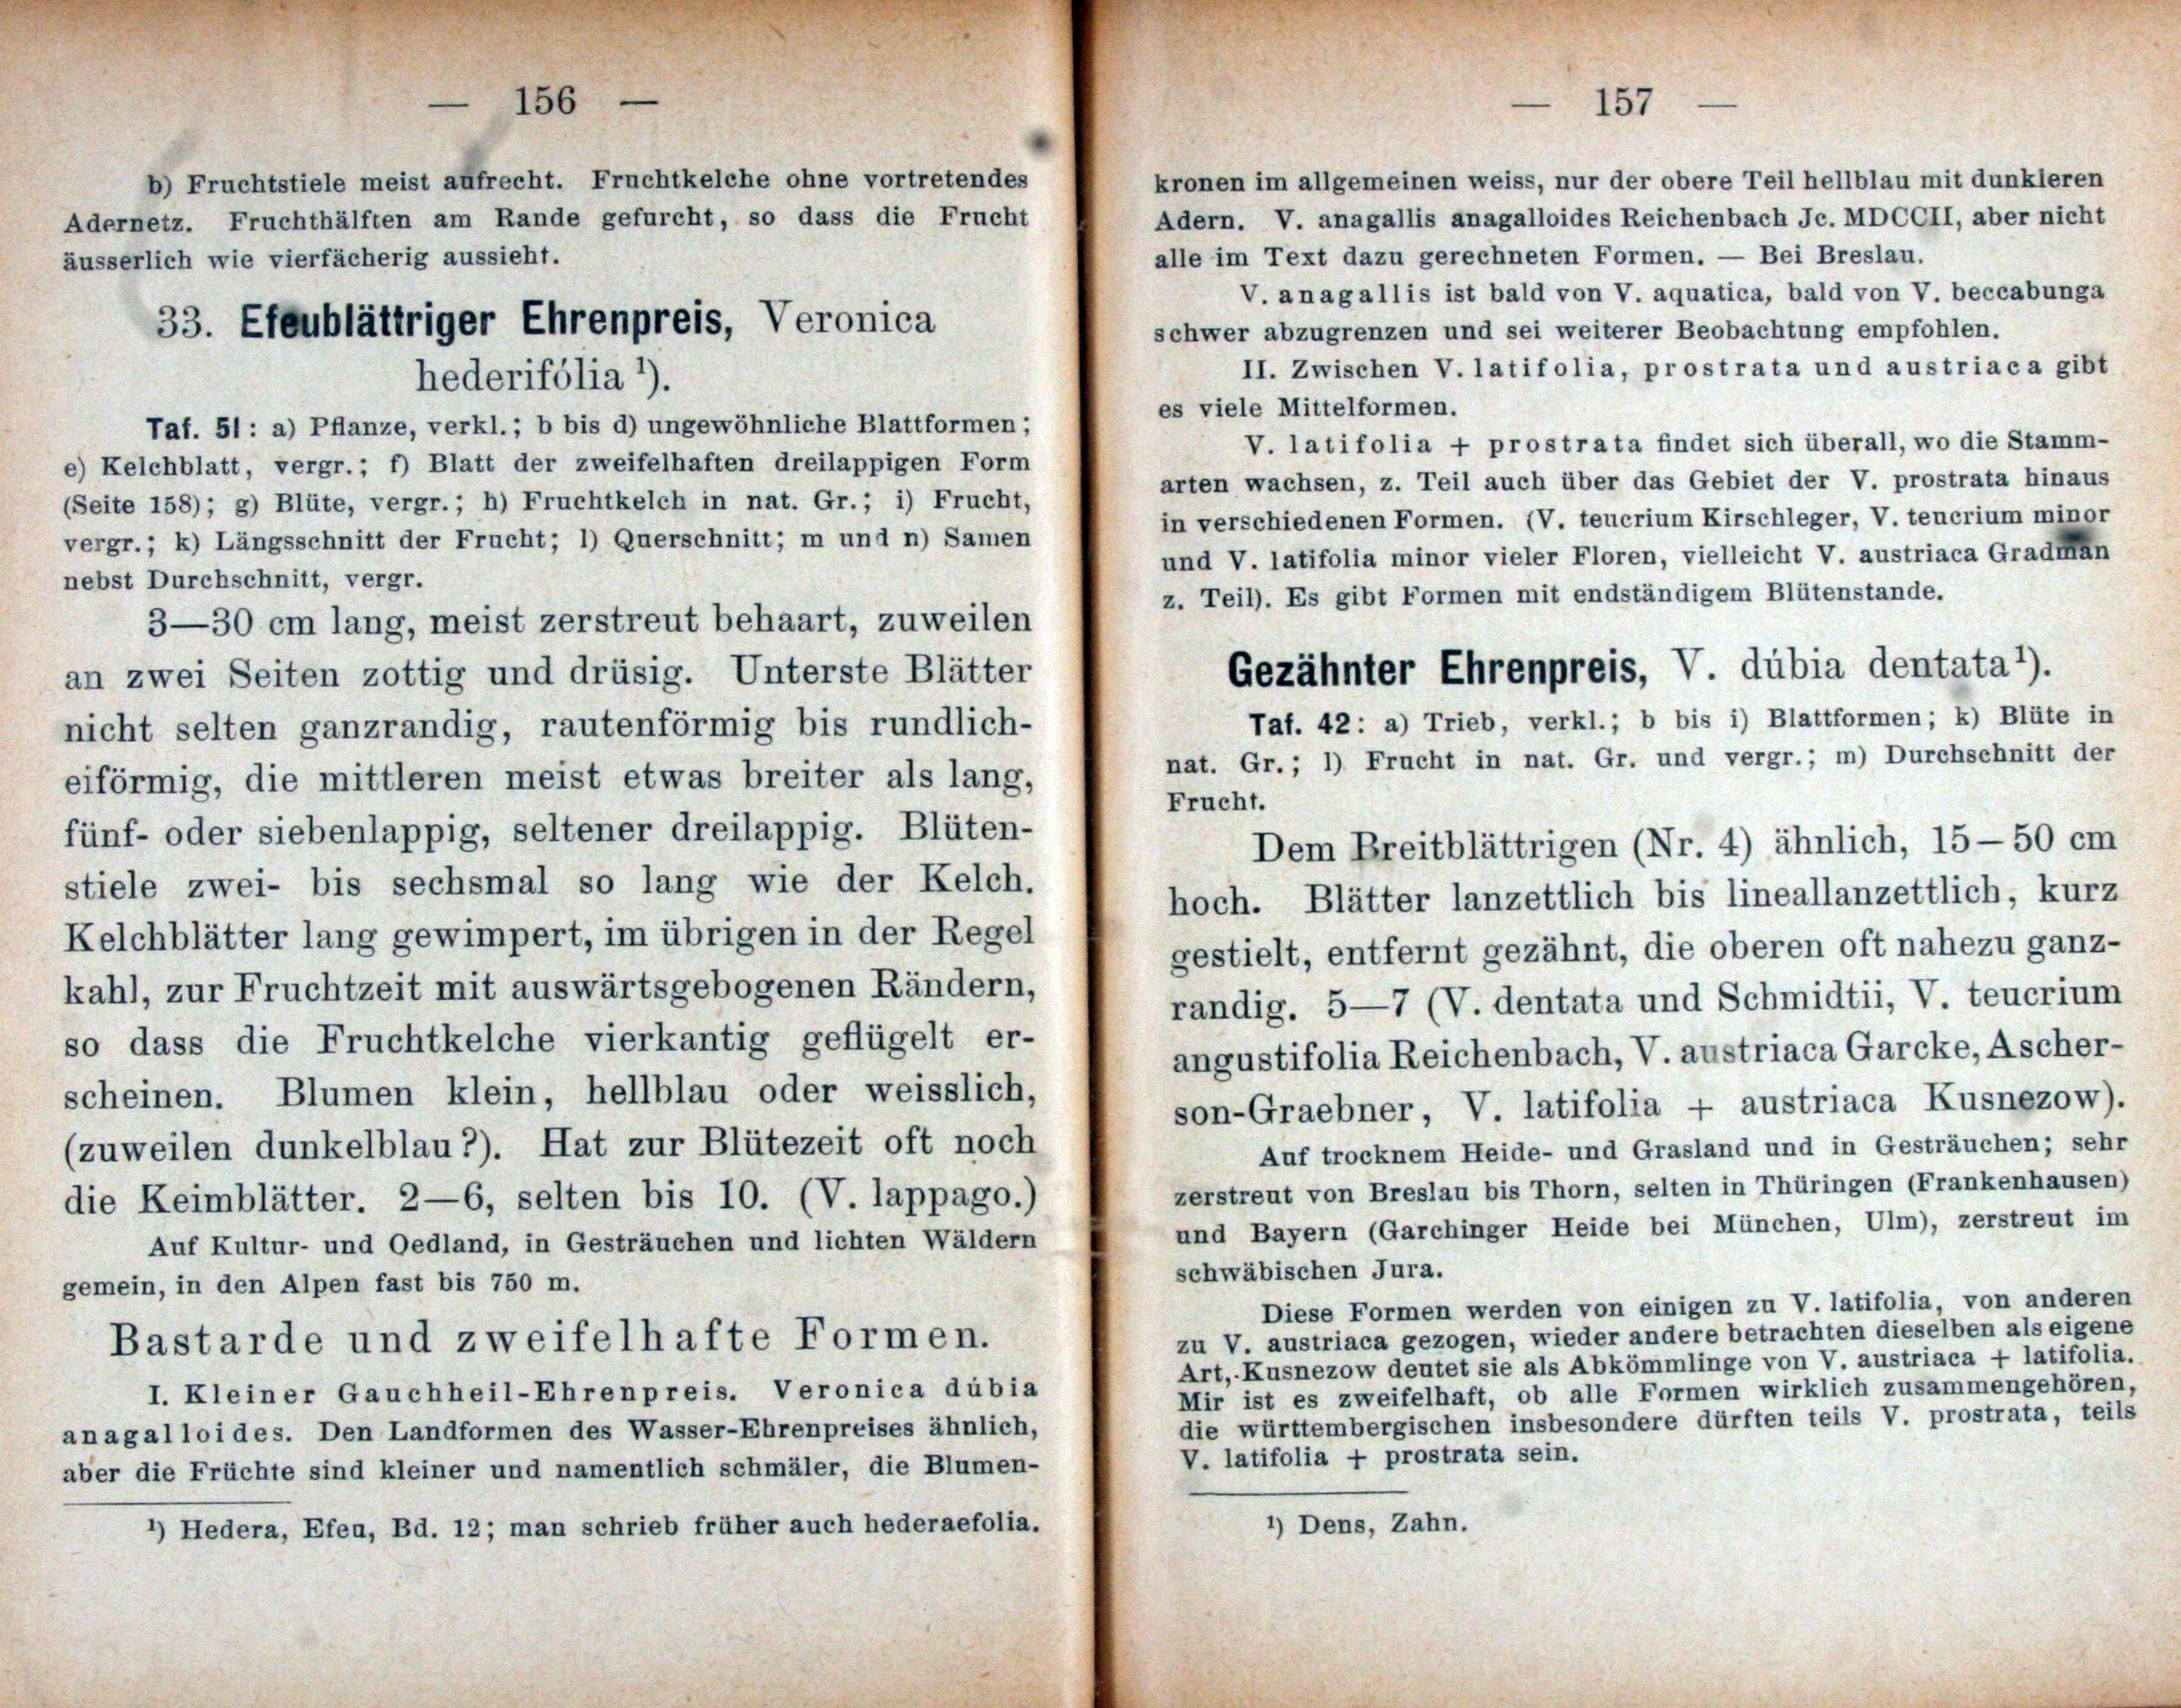 — 156 —
b) Fruchtstiele meist aufrecht. Fruchtkelche ohne vortretendes
Adernetz. Fruchthälften am Rande gefurcht, so dass die Frucht
äusserlich wie vierfächerig aussieht.
33. Efeublättriger Ehrenpreis, Veronica
hederifólia ¹).
Taf. 51: a) Pflanze, verkl.; b bis d) ungewöhnliche Blattformen;
e) Kelchblatt, vergr.; f) Blatt der zweifelhaften dreilappigen Form
(Seite 158); g) Blüte, vergr.; h) Fruchtkelch in nat. Gr.; i) Frucht,
vergr.; k) Längsschnitt der Frucht; l) Querschnitt; m und n) Samen
nebst Durchschnitt, vergr.
3—30 cm lang, meist zerstreut behaart, zuweilen
an zwei Seiten zottig und drüsig. Unterste Blätter
nicht selten ganzrandig, rautenförmig bis rundlich-
eiförmig, die mittleren meist etwas breiter als lang,
fünf- oder siebenlappig, seltener dreilappig. Blüten-
stiele zwei- bis sechsmal so lang wie der Kelch.
Kelchblätter lang gewimpert, im übrigen in der Regel
kahl, zur Fruchtzeit mit auswärtsgebogenen Rändern,
so dass die Fruchtkelche vierkantig geflügelt er-
scheinen. Blumen klein, hellblau oder weisslich,
(zuweilen dunkelblau?). Hat zur Blütezeit oft noch
die Keimblätter. 2—6, selten bis 10. (V. lappago.)
Auf Kultur- und Oedland, in Gesträuchen und lichten Wäldern
gemein, in den Alpen fast bis 750 m.
Bastarde und zweifelhafte Formen.
I. Kleiner Gauchheil-Ehrenpreis. Veronica dúbia
anagalloides. Den Landformen des Wasser-Ehrenpreises ähnlich,
aber die Früchte sind kleiner und namentlich schmäler, die Blumen-
¹) Hedera, Efeu, Bd. 12; man schrieb früher auch hederaefolia.
— 157 —
kronen im allgemeinen weiss, nur der obere Teil hellblau mit dunkleren
Adern. V. anagallis anagalloides Reichenbach Jc. MDCCII, aber nicht
alle im Text dazu gerechneten Formen. — Bei Breslau.
V. anagallis ist bald von V. aquatica, bald von V. beccabunga
schwer abzugrenzen und sei weiterer Beobachtung empfohlen.
II. Zwischen V. latifolia, prostrata und austriaca gibt
es viele Mittelformen.
V. latifolia + prostrata findet sich überall, wo die Stamm-
arten wachsen, z. Teil auch über das Gebiet der V. prostrata hinaus
in verschiedenen Formen. (V. teucrium Kirschleger, V. teucrium minor
und V. latifolia minor vieler Floren, vielleicht V. austriaca Gradman
z. Teil). Es gibt Formen mit endständigem Blütenstande.
Gezähnter Ehrenpreis, V. dúbia dentata¹).
Taf. 42: a) Trieb, verkl.; b bis i) Blattformen; k) Blüte in
nat. Gr.; l) Frucht in nat. Gr. und vergr.; m) Durchschnitt der
Frucht.
Dem Breitblättrigen (Nr. 4) ähnlich, 15—50 cm
hoch. Blätter lanzettlich bis lineallanzettlich, kurz
gestielt, entfernt gezähnt, die oberen oft nahezu ganz-
randig. 5—7 (V. dentata und Schmidtii, V. teucrium
angustifolia Reichenbach, V. austriaca Garcke, Ascher-
son-Graebner, V. latifolia + austriaca Kusnezow).
Auf trocknem Heide- und Grasland und in Gesträuchen; sehr
zerstreut von Breslau bis Thorn, selten in Thüringen (Frankenhausen)
und Bayern (Garchinger Heide bei München, Ulm), zerstreut im
schwäbischen Jura.
Diese Formen werden von einigen zu V. latifolia, von anderen
zu V. austriaca gezogen, wieder andere betrachten dieselben als eigene
Art, Kusnezow deutet sie als Abkömmlinge von V. austriaca + latifolia.
Mir ist es zweifelhaft, ob alle Formen wirklich zusammengehören,
die württembergischen insbesondere dürften teils V. prostrata, teils
V. latifolia + prostrata sein.
¹) Dens, Zahn.